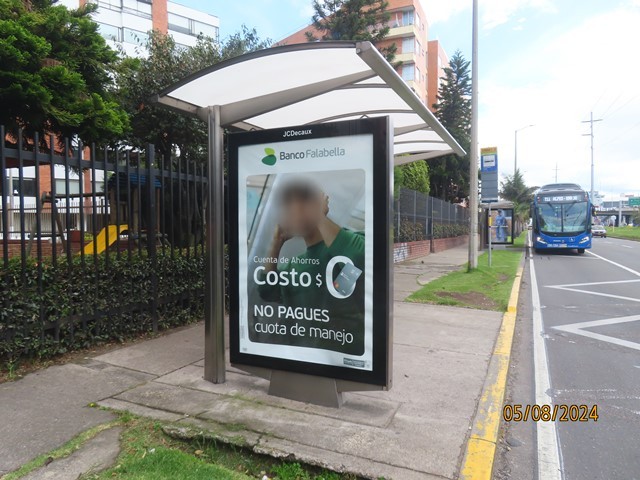 JCDecaux
Banco Falabella
Cuenta de Ahorros
Costo $0
NO PAGUES
cuota de manejo
05/08/2024